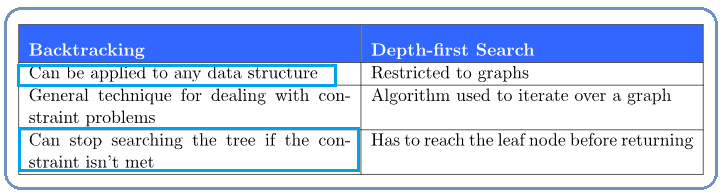 Backtracking
Depth-first Search
Can be applied to any data structure
Restricted to graphs
General technique for dealing with con-
straint problems
Algorithm used to iterate over a graph
Can stop searching the tree if the con-
straint isn't met
Has to reach the leaf node before returning